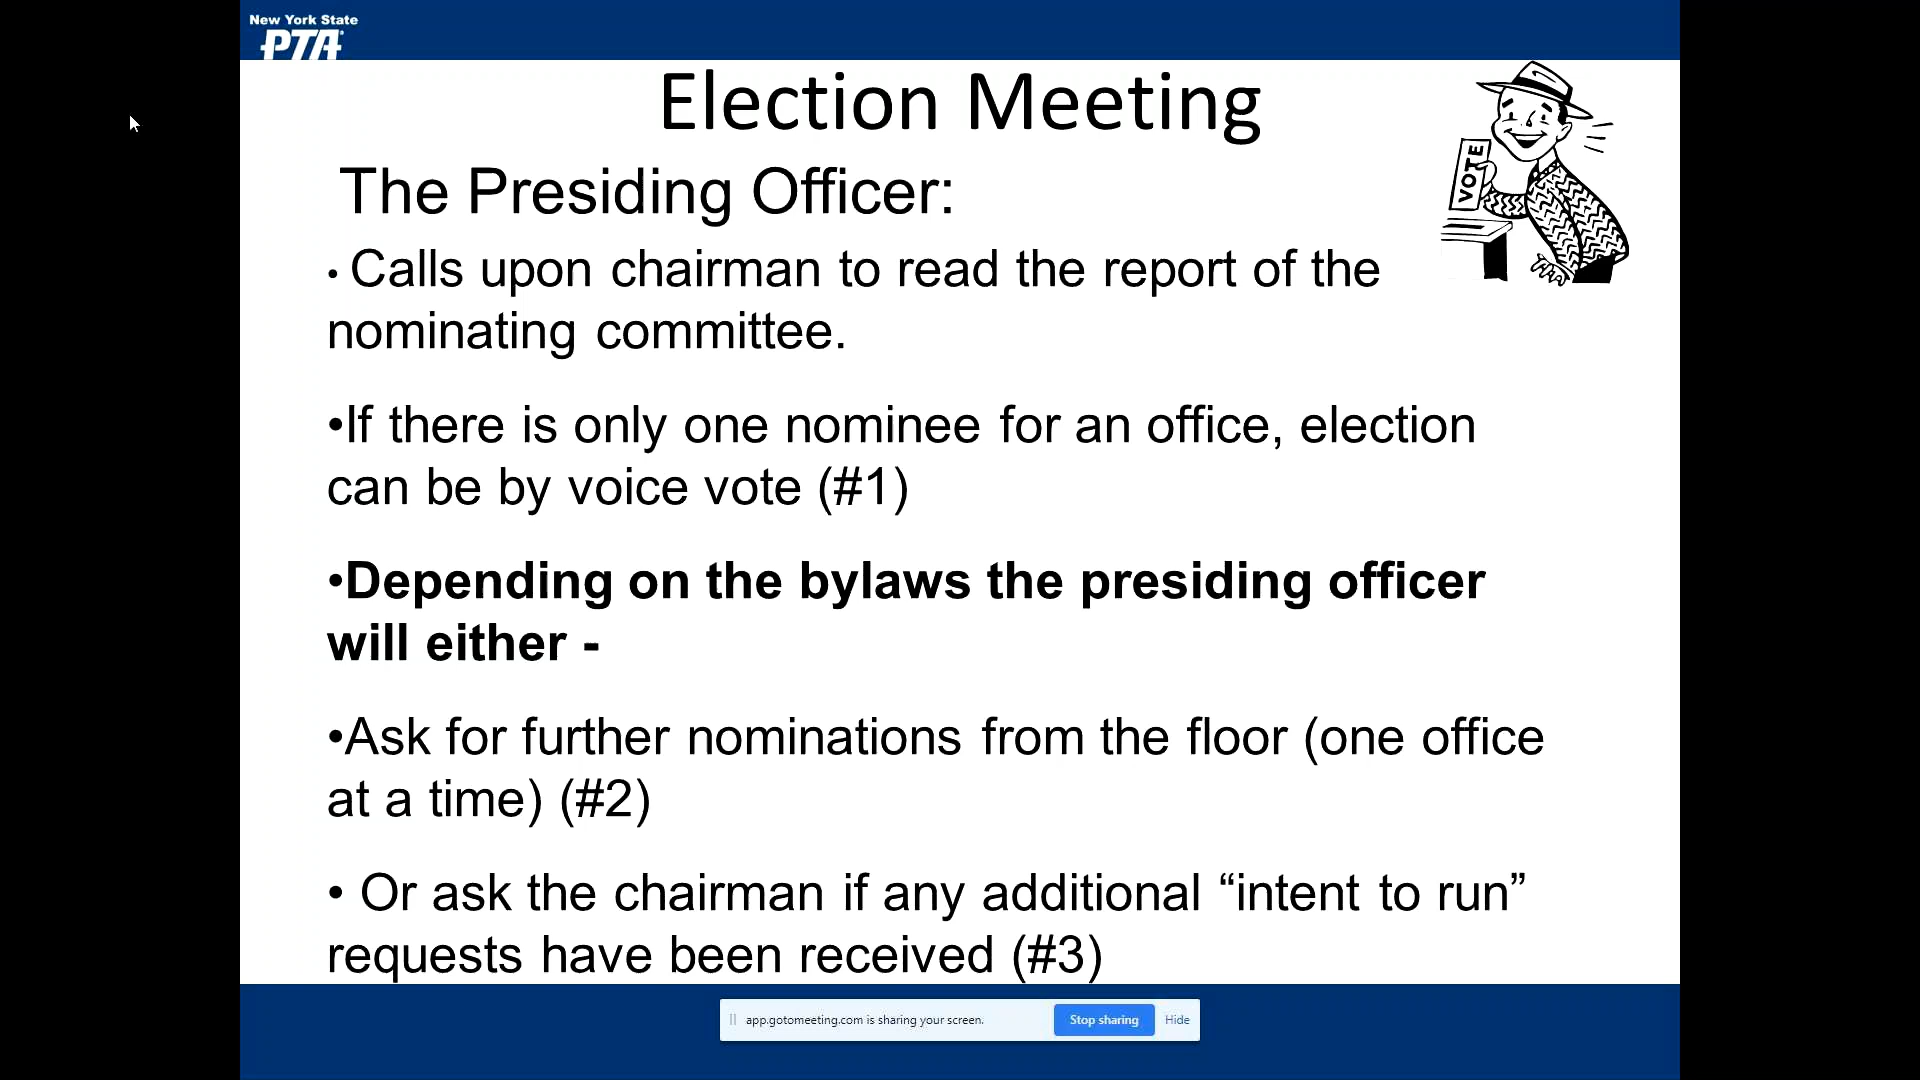 New York State
PTA
Election Meeting
VOTE
The Presiding Officer:
• Calls upon chairman to read the report of the
nominating committee.
•If there is only one nominee for an office, election
can be by voice vote (#1)
•Depending on the bylaws the presiding officer
will either -
•Ask for further nominations from the floor (one office
at a time) (#2)
• Or ask the chairman if any additional “intent to run”
requests have been received (#3)
app.gotomeeting.com is sharing your screen. Stop sharing Hide